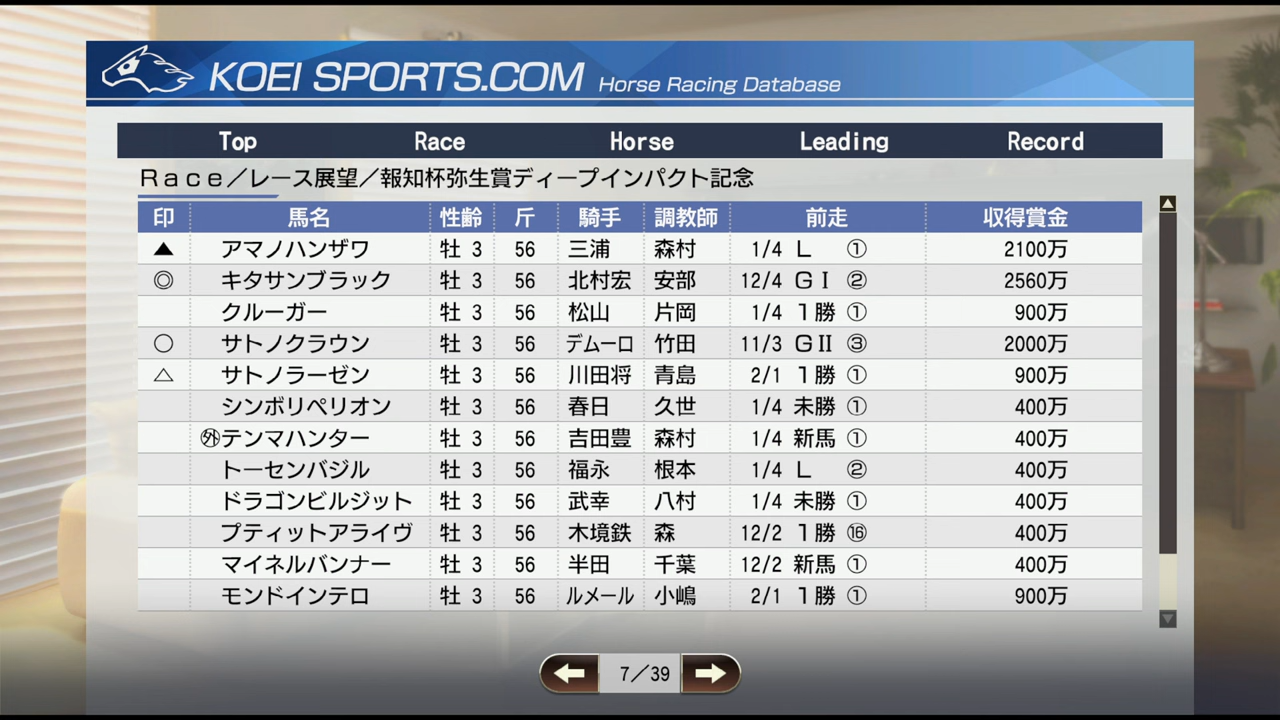 KOEI SPORTS.COM Horse Racing Database
Top Race Horse Leading Record
Race／レース展望／報知杯弥生賞ディープインパクト記念
印 馬名 性齢 斤 騎手 調教師 前走 収得賞金
▲ アマノハンザワ 牡 3 56 三浦 森村 1/4 L ① 2100万
◎ キタサンブラック 牡 3 56 北村宏 安部 12/4 GⅠ ② 2560万
クルーガー 牡 3 56 松山 片岡 1/4 1勝 ① 900万
○ サトノクラウン 牡 3 56 デムーロ 竹田 11/3 GⅡ ③ 2000万
△ サトノラーゼン 牡 3 56 川田将 青島 2/1 1勝 ① 900万
シンボリペリオン 牡 3 56 春日 久世 1/4 未勝 ① 400万
㊕テンマハンター 牡 3 56 吉田豊 森村 1/4 新馬 ① 400万
トーセンバジル 牡 3 56 福永 根本 1/4 L ② 400万
ドラゴンビルジット 牡 3 56 武幸 八村 1/4 未勝 ① 400万
プティットアライヴ 牡 3 56 木境鉄 森 12/2 1勝 ⑯ 400万
マイネルバンナー 牡 3 56 半田 千葉 12/2 新馬 ① 400万
モンドインテロ 牡 3 56 ルメール 小嶋 2/1 1勝 ① 900万
7／39